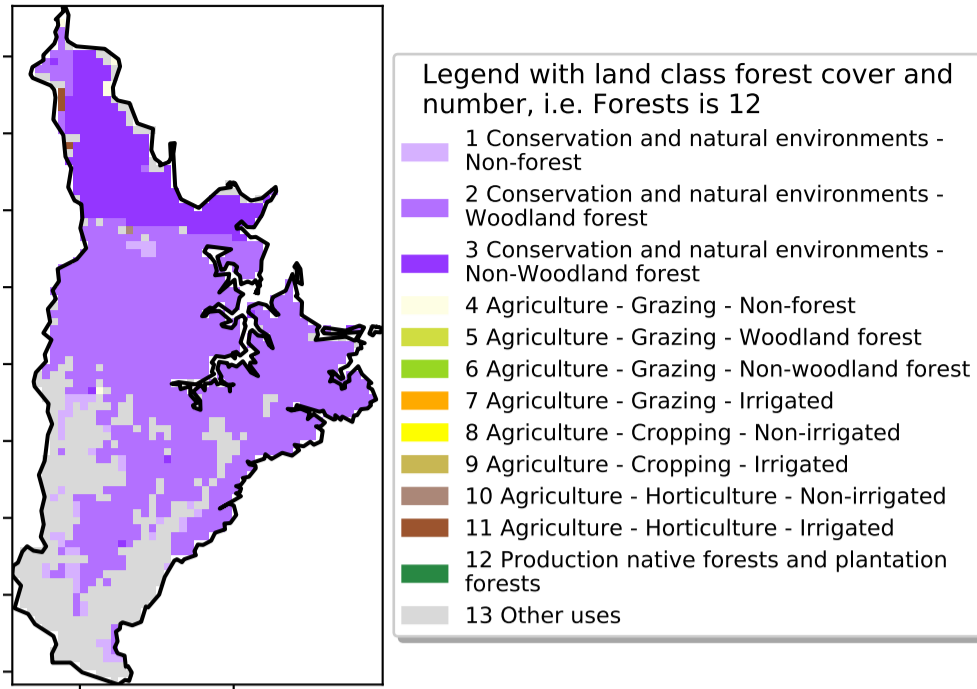 Legend with land class forest cover and
number, i.e. Forests is 12
1 Conservation and natural environments -
Non-forest
2 Conservation and natural environments -
Woodland forest
3 Conservation and natural environments -
Non-Woodland forest
4 Agriculture - Grazing - Non-forest
5 Agriculture - Grazing - Woodland forest
6 Agriculture - Grazing - Non-woodland forest
7 Agriculture - Grazing - Irrigated
8 Agriculture - Cropping - Non-irrigated
9 Agriculture - Cropping - Irrigated
10 Agriculture - Horticulture - Non-irrigated
11 Agriculture - Horticulture - Irrigated
12 Production native forests and plantation
forests
13 Other uses